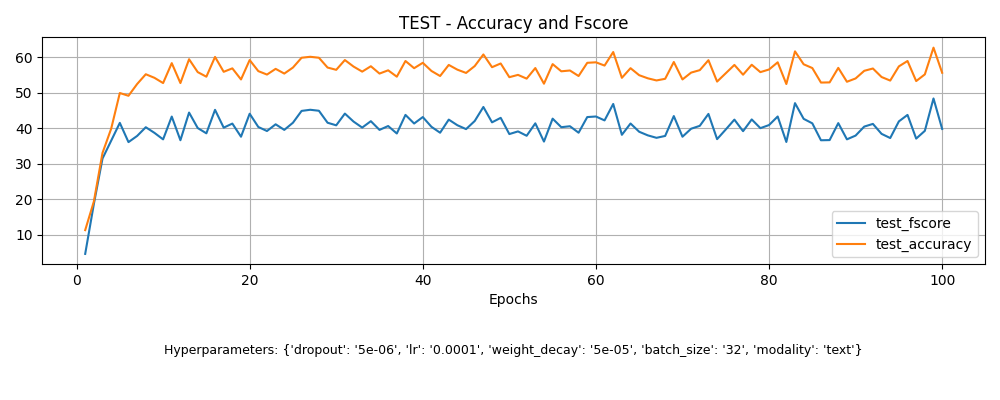 TEST - Accuracy and Fscore
60
50
40
30
20
10
test_fscore
test_accuracy
0 20 40 60 80 100
Epochs
Hyperparameters: {'dropout': '5e-06', 'lr': '0.0001', 'weight_decay': '5e-05', 'batch_size': '32', 'modality': 'text'}